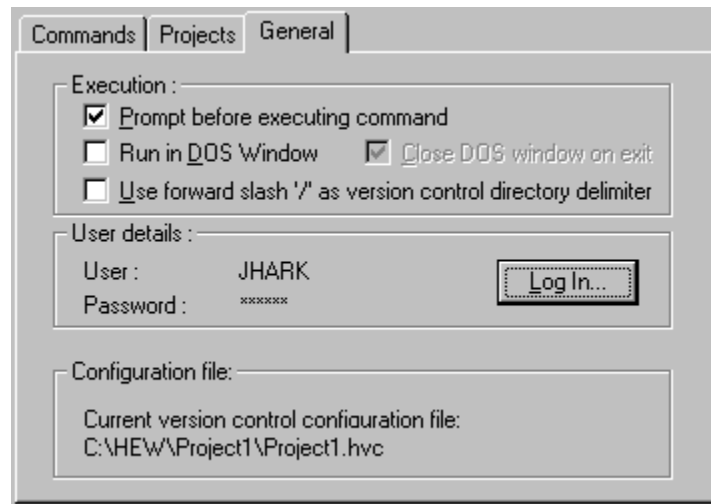 Commands Projects General
Execution :
Prompt before executing command
Run in DOS Window Close DOS window on exit
Use forward slash '/' as version control directory delimiter
User details :
User : JHARK
Log In...
Password : ******
Configuration file:
Current version control configuration file:
C:\HEW\Project1\Project1.hvc